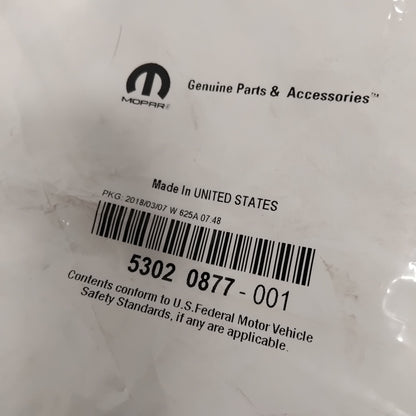 MOPAR
Genuine Parts & Accessories™
Made In UNITED STATES
PKG: 2018/03/07 W 625A 07:48
5302 0877-001
Contents conform to U.S.Federal Motor Vehicle
Safety Standards, if any are applicable.